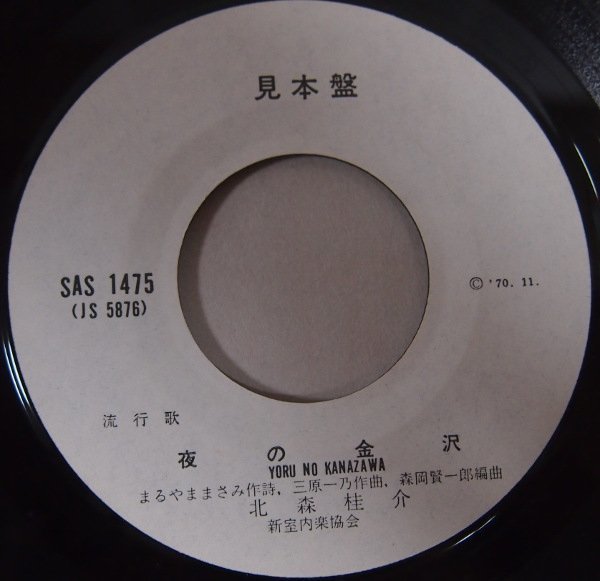 見本盤
SAS 1475
(JS 5876)
© '70. 11.
流行歌
夜の金沢
YORU NO KANAZAWA
まるやままさみ作詩、三原一乃作曲、森岡賢一郎編曲
北森桂介
新室内楽協会